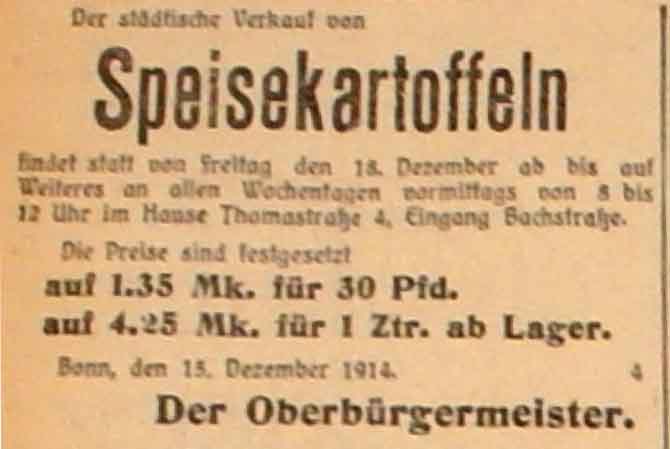 Der städtische Verkauf von
Speisekartoffeln
findet statt von Freitag den 18. Dezember ab bis auf
Weiteres an allen Wochentagen vormittags von 8 bis
12 Uhr im Hause Thomastraße 4, Eingang Bachstraße.
Die Preise sind festgesetzt
auf 1.35 Mk. für 30 Pfd.
auf 4.25 Mk. für 1 Ztr. ab Lager.
Bonn, den 15. Dezember 1914. 4
Der Oberbürgermeister.